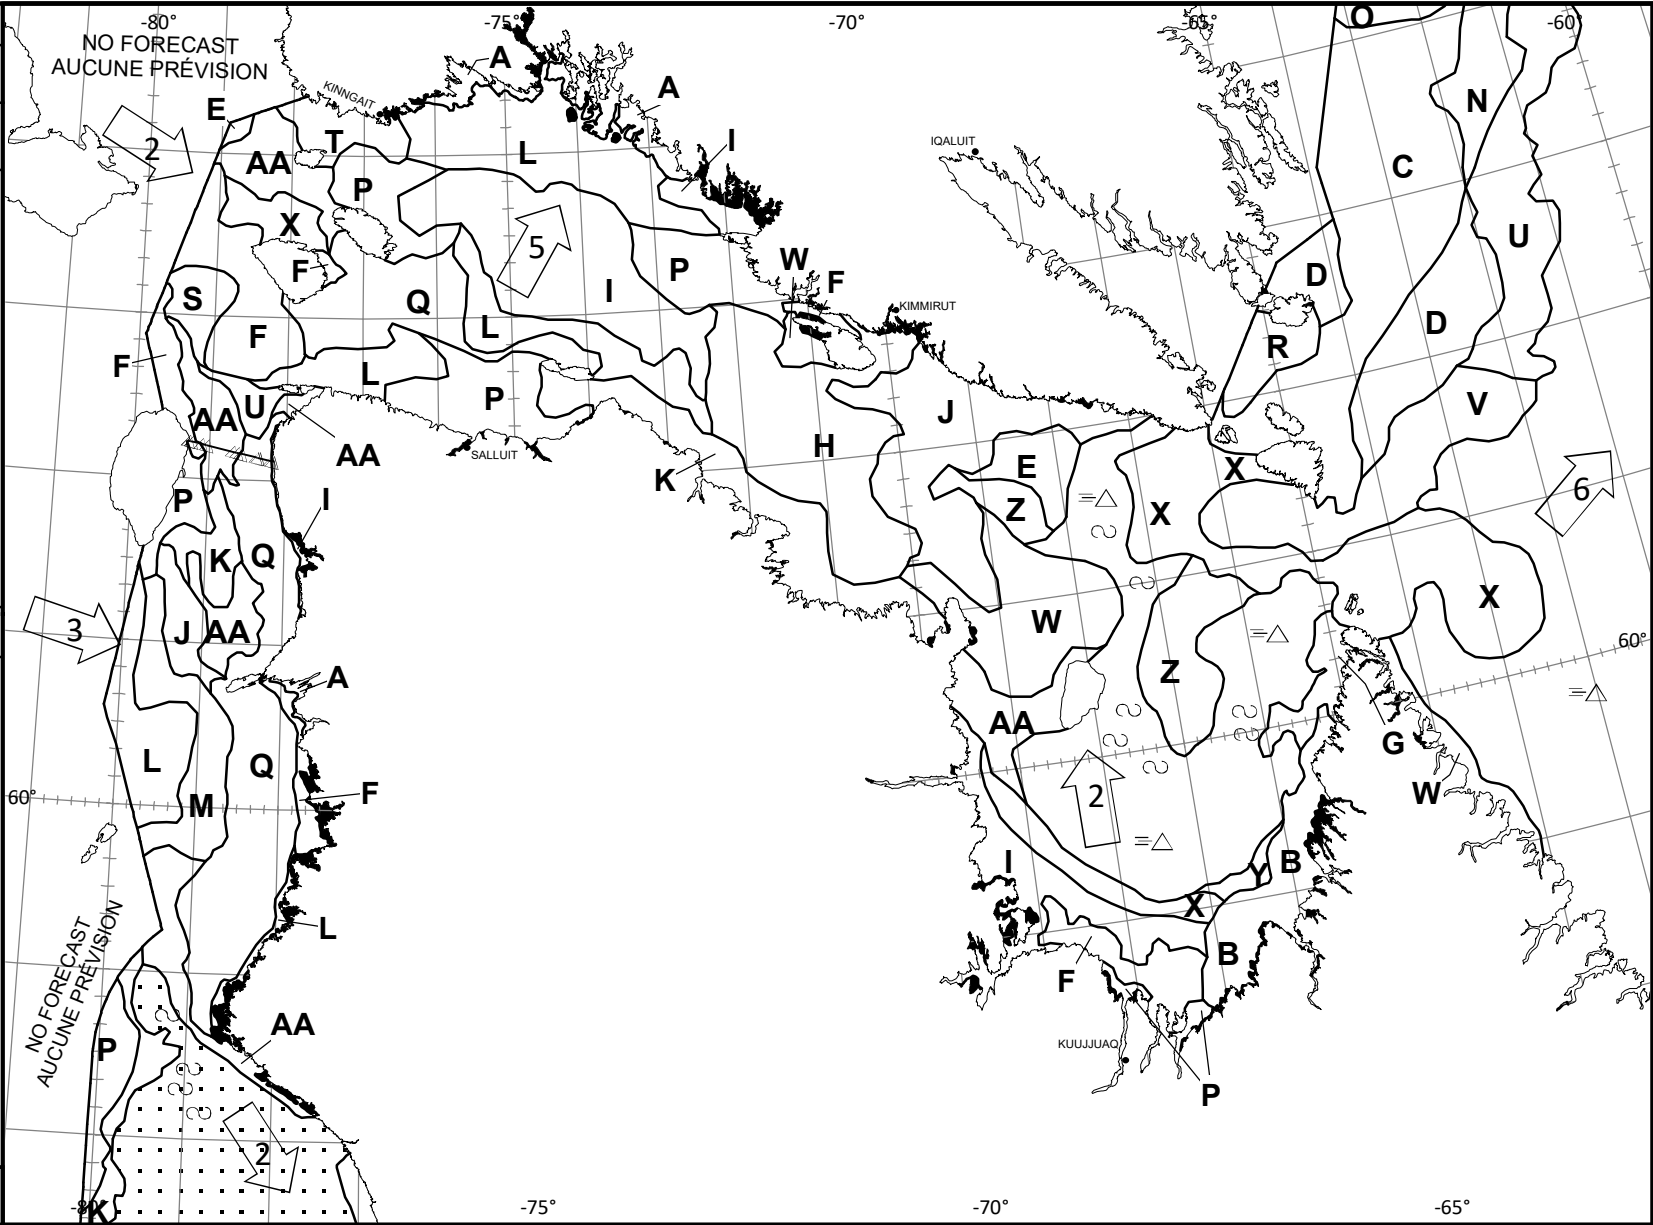 -80°
-75°
-70°
-65°
-60°
O
NO FORECAST
AUCUNE PRÉVISION
KINNGAIT
A
A
E
2
T
AA
L
I
IQALUIT
N
C
P
X
F
5
P
W
F
U
D
S
Q
I
KIMMIRUT
F
L
D
R
F
L
P
J
V
AA
U
AA
SALLUIT
H
K
E
X
6
P
I
Z
X
K
Q
X
3
J
AA
W
60°
A
Z
AA
G
L
Q
M
F
60°
2
W
I
Y
B
X
L
B
NO FORECAST
AUCUNE PRÉVISION
F
AA
P
KUUJJUAQ
P
2
K
-80°
-75°
-70°
-65°